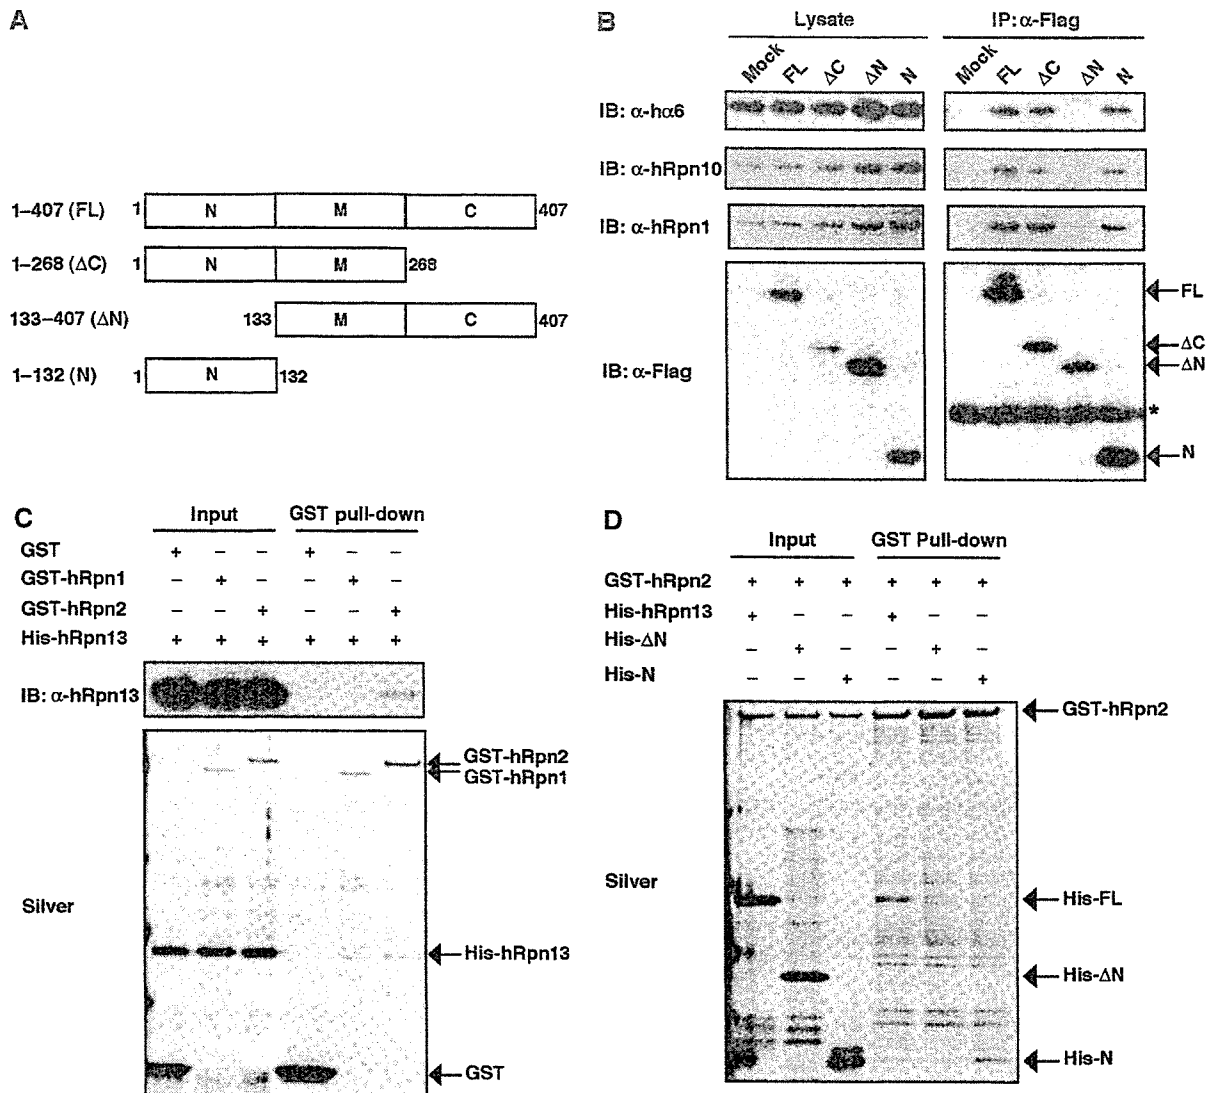 A
1–407 (FL) 1 N M C 407
1–268 (ΔC) 1 N M 268
133–407 (ΔN) 133 M C 407
1–132 (N) 1 N 132
B
Lysate IP: α-Flag
Mock FL ΔC ΔN N Mock FL ΔC ΔN N
IB: α-hα6
IB: α-hRpn10
IB: α-hRpn1
IB: α-Flag
FL
ΔC
ΔN
*
N
C
Input GST pull-down
GST + – – + – –
GST-hRpn1 – + – – + –
GST-hRpn2 – – + – – +
His-hRpn13 + + + + + +
IB: α-hRpn13
GST-hRpn2
GST-hRpn1
Silver
His-hRpn13
GST
D
Input GST Pull-down
GST-hRpn2 + + + + + +
His-hRpn13 + – – + – –
His-ΔN – + – – + –
His-N – – + – – +
GST-hRpn2
Silver
His-FL
His-ΔN
His-N